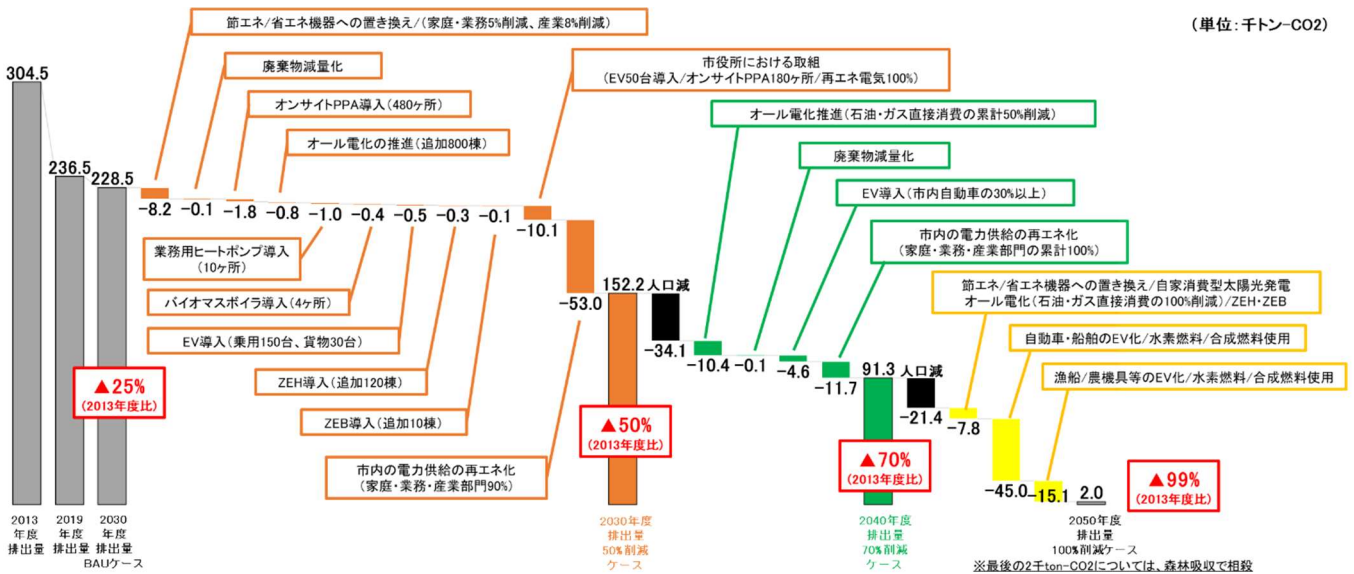 (単位:千トン-CO2)
節エネ/省エネ機器への置き換え/(家庭・業務5%削減、産業8%削減)
廃棄物減量化
オンサイトPPA導入(480ヶ所)
オール電化の推進(追加800棟)
市役所における取組
(EV50台導入/オンサイトPPA180ヶ所/再エネ電気100%)
オール電化推進(石油・ガス直接消費の累計50%削減)
廃棄物減量化
EV導入(市内自動車の30%以上)
市内の電力供給の再エネ化
(家庭・業務・産業部門の累計100%)
節エネ/省エネ機器への置き換え/自家消費型太陽光発電
オール電化(石油・ガス直接消費の100%削減)/ZEH・ZEB
自動車・船舶のEV化/水素燃料/合成燃料使用
漁船/農機具等のEV化/水素燃料/合成燃料使用
304.5
236.5
228.5
-8.2
-0.1
-1.8
-0.8
-1.0
-0.4
-0.5
-0.3
-0.1
-10.1
-53.0
152.2
人口減
-34.1
-10.4
-0.1
-4.6
-11.7
91.3
人口減
-21.4
-7.8
-45.0
-15.1
2.0
業務用ヒートポンプ導入
(10ヶ所)
バイオマスボイラ導入(4ヶ所)
EV導入(乗用150台、貨物30台)
ZEH導入(追加120棟)
ZEB導入(追加10棟)
市内の電力供給の再エネ化
(家庭・業務・産業部門90%)
▲25%
(2013年度比)
▲50%
(2013年度比)
▲70%
(2013年度比)
▲99%
(2013年度比)
2013
年度
排出量
2019
年度
排出量
2030
年度
排出量
BAUケース
2030年度
排出量
50%削減
ケース
2040年度
排出量
70%削減
ケース
2050年度
排出量
100%削減ケース
※最後の2千ton-CO2については、森林吸収で相殺